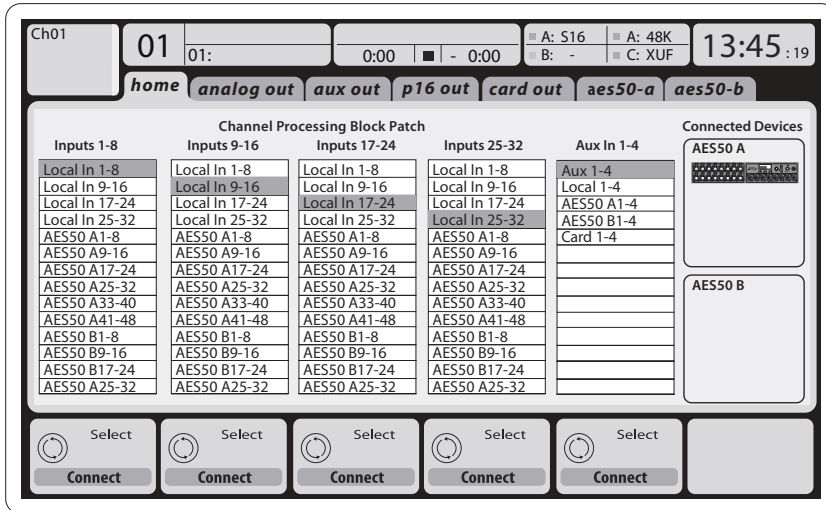 Ch01
01
01:
0:00 - 0:00
A: S16
B: -
A: 48K
C: XUF
13:45 :19
home analog out aux out p16 out card out aes50-a aes50-b
Channel Processing Block Patch
Connected Devices
Inputs 1-8 Inputs 9-16 Inputs 17-24 Inputs 25-32 Aux In 1-4
AES50 A
Local In 1-8 Local In 1-8 Local In 1-8 Local In 1-8 Aux 1-4
Local In 9-16 Local In 9-16 Local In 9-16 Local In 9-16 Local 1-4
Local In 17-24 Local In 17-24 Local In 17-24 Local In 17-24 AES50 A1-4
Local In 25-32 Local In 25-32 Local In 25-32 Local In 25-32 AES50 B1-4
AES50 A1-8 AES50 A1-8 AES50 A1-8 AES50 A1-8 Card 1-4
AES50 A9-16 AES50 A9-16 AES50 A9-16 AES50 A9-16
AES50 A17-24 AES50 A17-24 AES50 A17-24 AES50 A17-24
AES50 A25-32 AES50 A25-32 AES50 A25-32 AES50 A25-32
AES50 B
AES50 A33-40 AES50 A33-40 AES50 A33-40 AES50 A33-40
AES50 A41-48 AES50 A41-48 AES50 A41-48 AES50 A41-48
AES50 B1-8 AES50 B1-8 AES50 B1-8 AES50 B1-8
AES50 B9-16 AES50 B9-16 AES50 B9-16 AES50 B9-16
AES50 B17-24 AES50 B17-24 AES50 B17-24 AES50 B17-24
AES50 A25-32 AES50 A25-32 AES50 A25-32 AES50 A25-32
Select Select Select Select Select
Connect Connect Connect Connect Connect